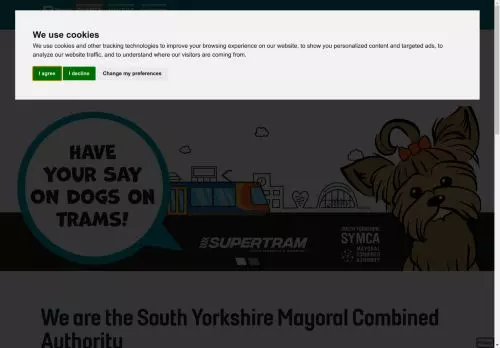 We use cookies
We use cookies and other tracking technologies to improve your browsing experience on our website, to show you personalized content and targeted ads, to
analyze our website traffic, and to understand where our visitors are coming from.
I agree
I decline
Change my preferences
HAVE
YOUR SAY
ON DOGS ON
TRAMS!
SUPERTRAM
SOUTH YORKSHIRE
SYMCA
MAYORAL
COMBINED
AUTHORITY
We are the South Yorkshire Mayoral Combined
Authority